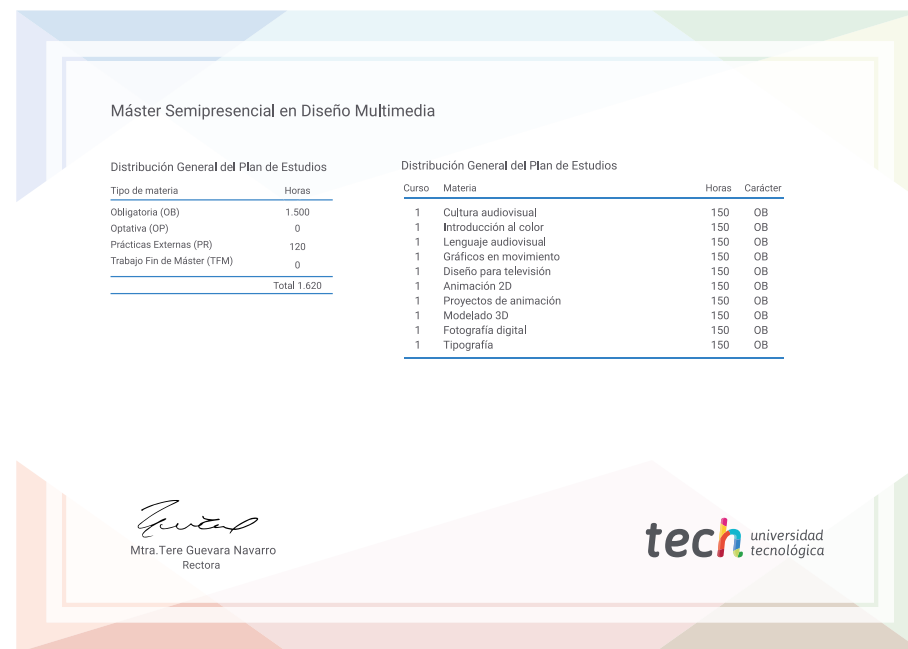 Máster Semipresencial en Diseño Multimedia
Distribución General del Plan de Estudios
Tipo de materia Horas
Obligatoria (OB) 1.500
Optativa (OP) 0
Prácticas Externas (PR) 120
Trabajo Fin de Máster (TFM) 0
Total 1.620
Distribución General del Plan de Estudios
Curso Materia Horas Carácter
1 Cultura audiovisual 150 OB
1 Introducción al color 150 OB
1 Lenguaje audiovisual 150 OB
1 Gráficos en movimiento 150 OB
1 Diseño para televisión 150 OB
1 Animación 2D 150 OB
1 Proyectos de animación 150 OB
1 Modelado 3D 150 OB
1 Fotografía digital 150 OB
1 Tipografía 150 OB
Mtra.Tere Guevara Navarro
Rectora
tech universidad
tecnológica